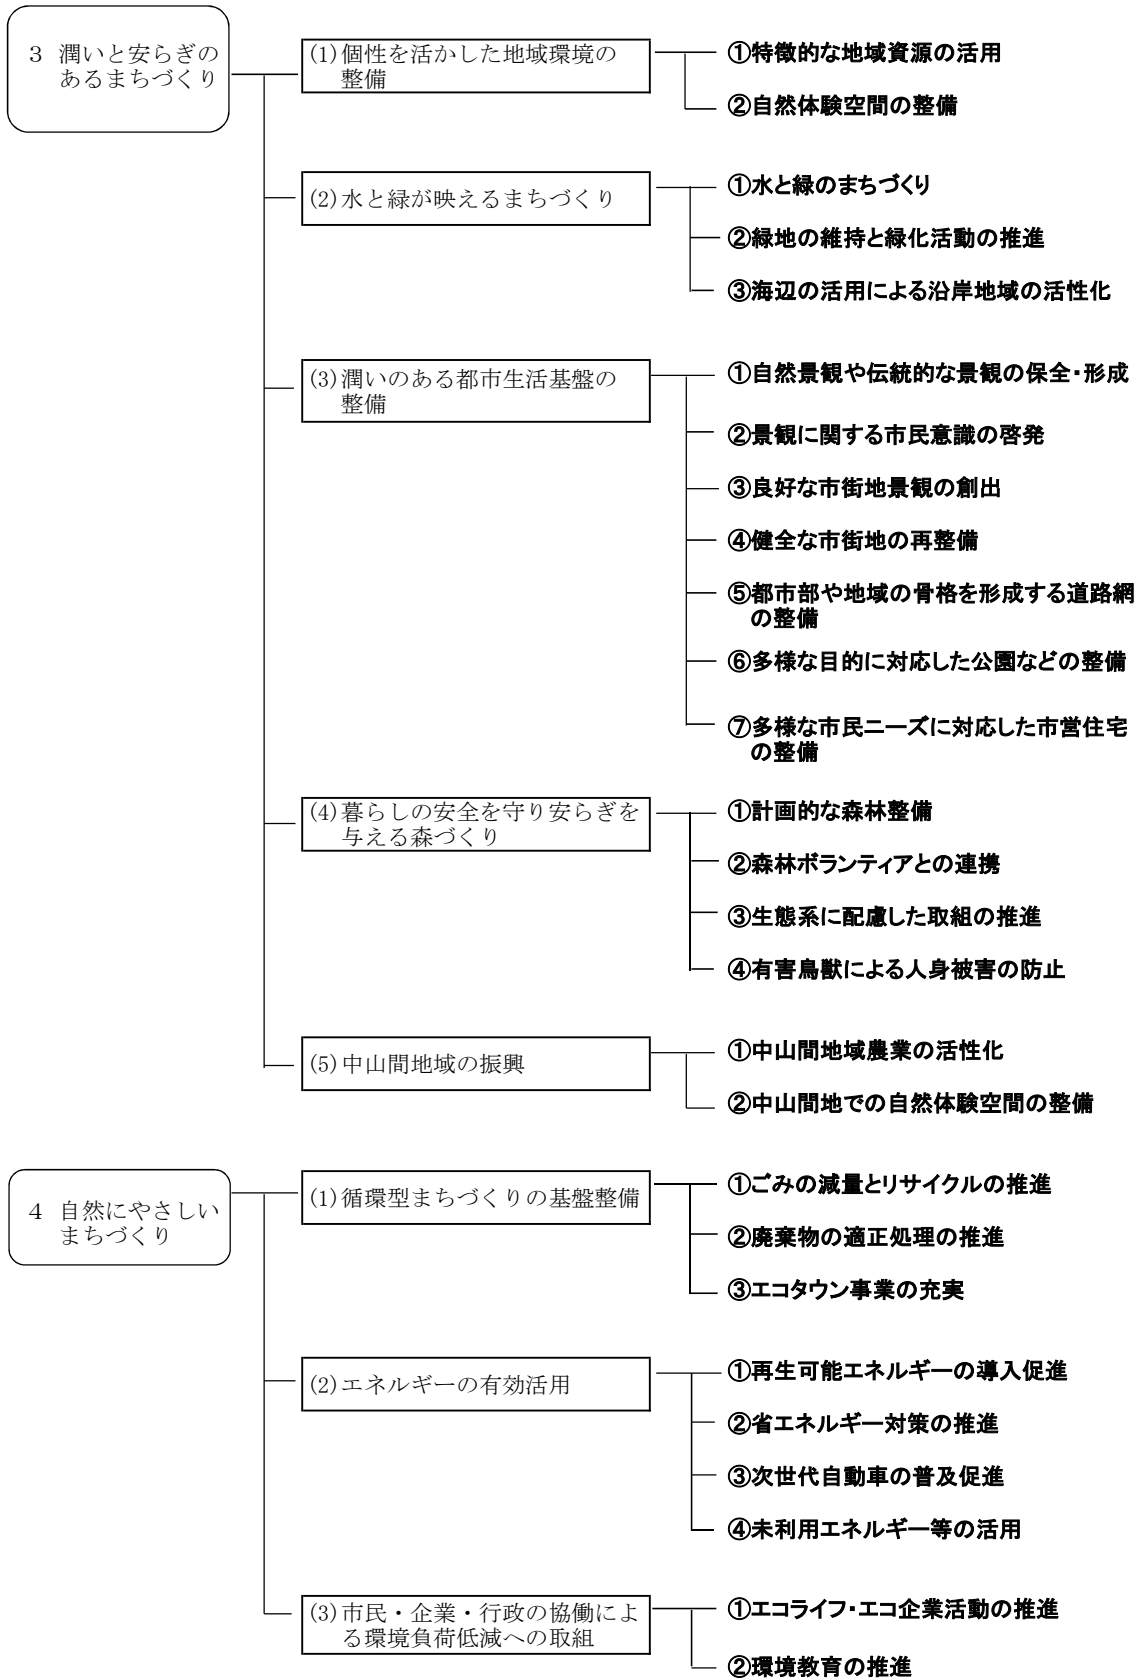 3 潤いと安らぎの
あるまちづくり
(1)個性を活かした地域環境の
整備
①特徴的な地域資源の活用
②自然体験空間の整備
(2)水と緑が映えるまちづくり
①水と緑のまちづくり
②緑地の維持と緑化活動の推進
③海辺の活用による沿岸地域の活性化
(3)潤いのある都市生活基盤の
整備
①自然景観や伝統的な景観の保全・形成
②景観に関する市民意識の啓発
③良好な市街地景観の創出
④健全な市街地の再整備
⑤都市部や地域の骨格を形成する道路網
の整備
⑥多様な目的に対応した公園などの整備
⑦多様な市民ニーズに対応した市営住宅
の整備
(4)暮らしの安全を守り安らぎを
与える森づくり
①計画的な森林整備
②森林ボランティアとの連携
③生態系に配慮した取組の推進
④有害鳥獣による人身被害の防止
(5)中山間地域の振興
①中山間地域農業の活性化
②中山間地での自然体験空間の整備
4 自然にやさしい
まちづくり
(1)循環型まちづくりの基盤整備
①ごみの減量とリサイクルの推進
②廃棄物の適正処理の推進
③エコタウン事業の充実
(2)エネルギーの有効活用
①再生可能エネルギーの導入促進
②省エネルギー対策の推進
③次世代自動車の普及促進
④未利用エネルギー等の活用
(3)市民・企業・行政の協働によ
る環境負荷低減への取組
①エコライフ・エコ企業活動の推進
②環境教育の推進